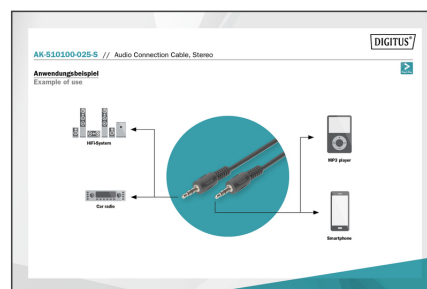 DIGITUS®
AK-510100-025-S // Audio Connection Cable, Stereo
Anwendungsbeispiel
Example of use
HiFi-System
MP3 player
Car radio
Smartphone